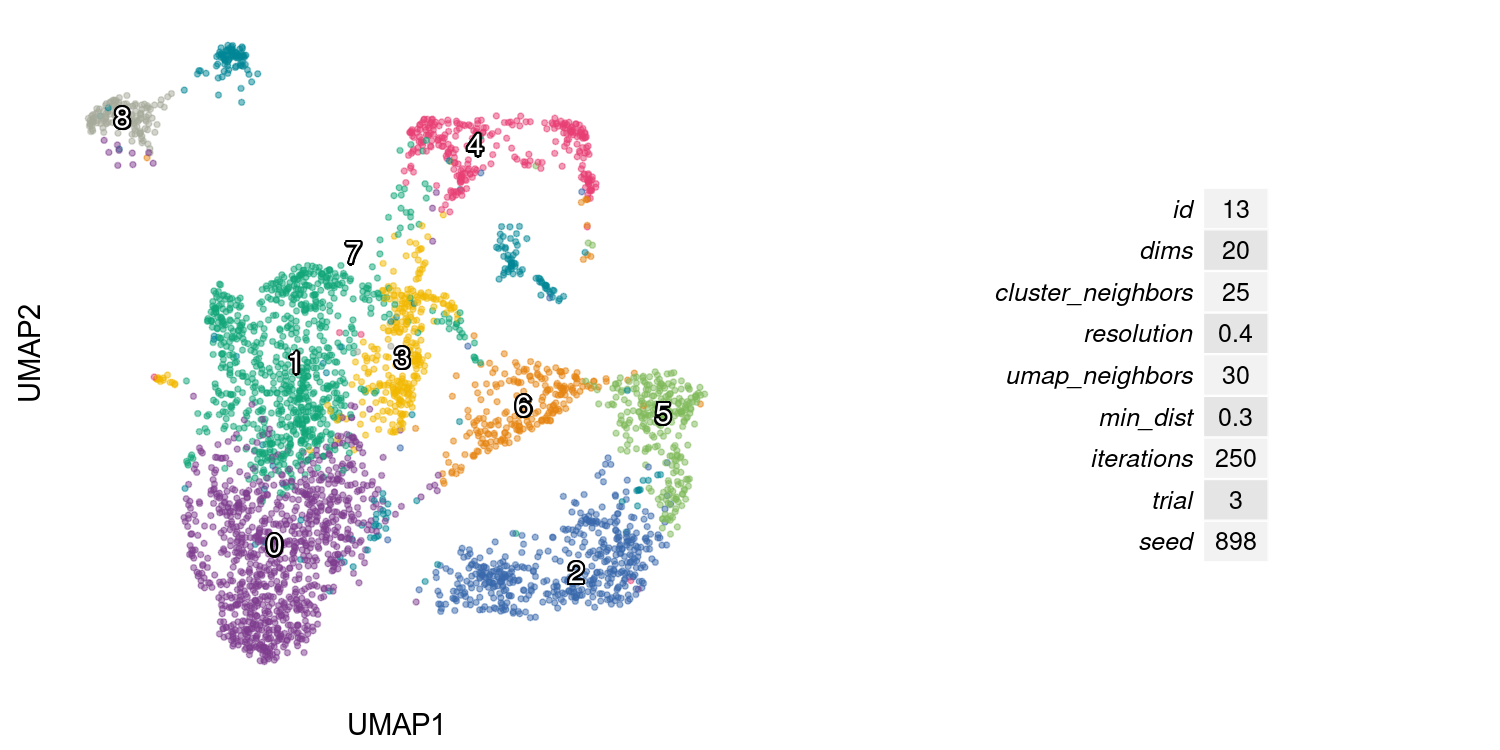 8
4
7
1
3
6
5
0
2
UMAP2
UMAP1
id 13
dims 20
cluster_neighbors 25
resolution 0.4
umap_neighbors 30
min_dist 0.3
iterations 250
trial 3
seed 898